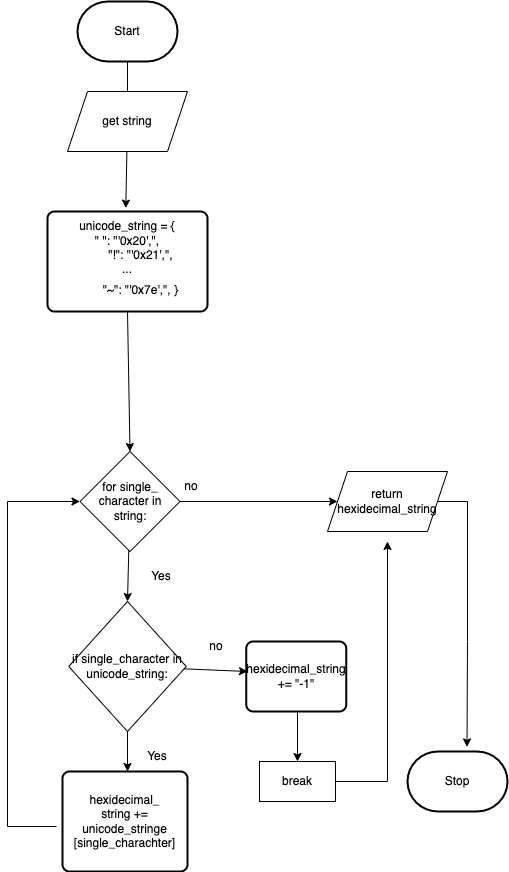 Start
get string
unicode_string = {
" ": "'0x20',",
"!": "'0x21',",
...
"~": "'0x7e',", }
for single_
character in
string:
no
return
hexidecimal_string
Yes
if single_character in
unicode_string:
no
hexidecimal_string
+= "-1"
Yes
break
Stop
hexidecimal_
string +=
unicode_stringe
[single_charachter]